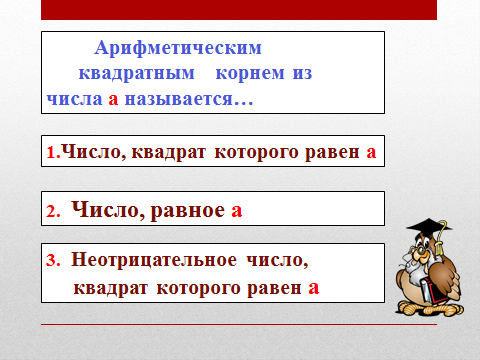 Арифметическим
квадратным корнем из
числа а называется…
1.Число, квадрат которого равен а
2. Число, равное а
3. Неотрицательное число,
квадрат которого равен а